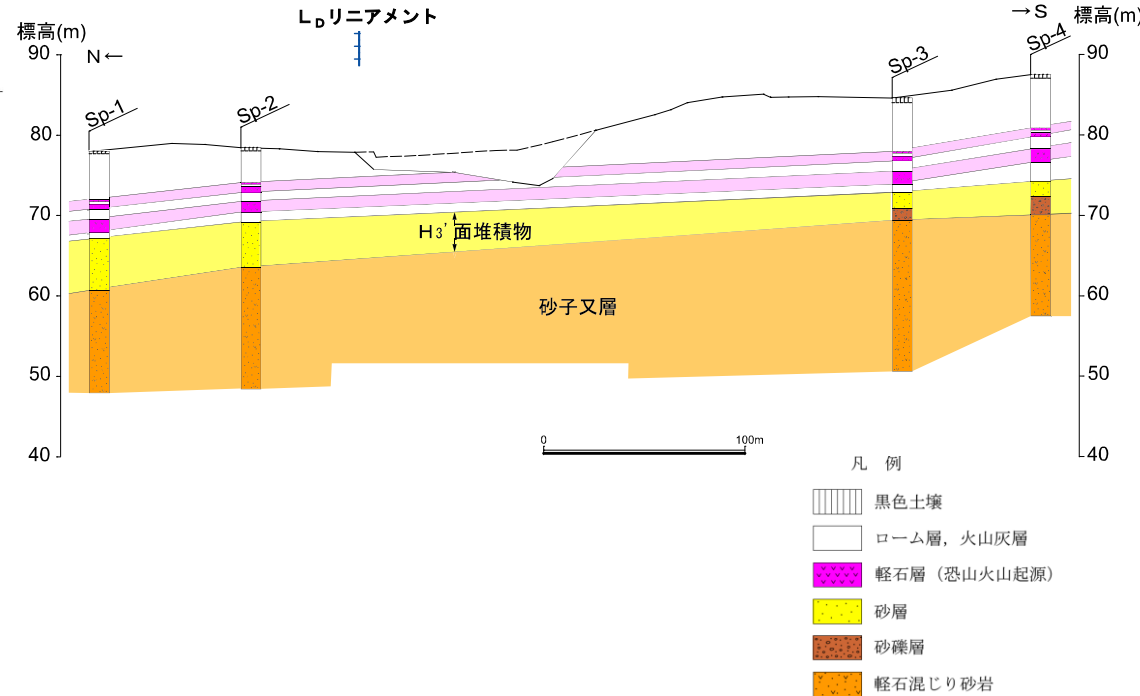 LDリニアメント
→S
標高(m)
標高(m)
N←
Sp-1
Sp-2
Sp-3
Sp-4
90
80
70
60
50
40
90
80
70
60
50
40
H3'面堆積物
砂子又層
0 100m
凡 例
黒色土壌
ローム層，火山灰層
軽石層（恐山火山起源）
砂層
砂礫層
軽石混じり砂岩